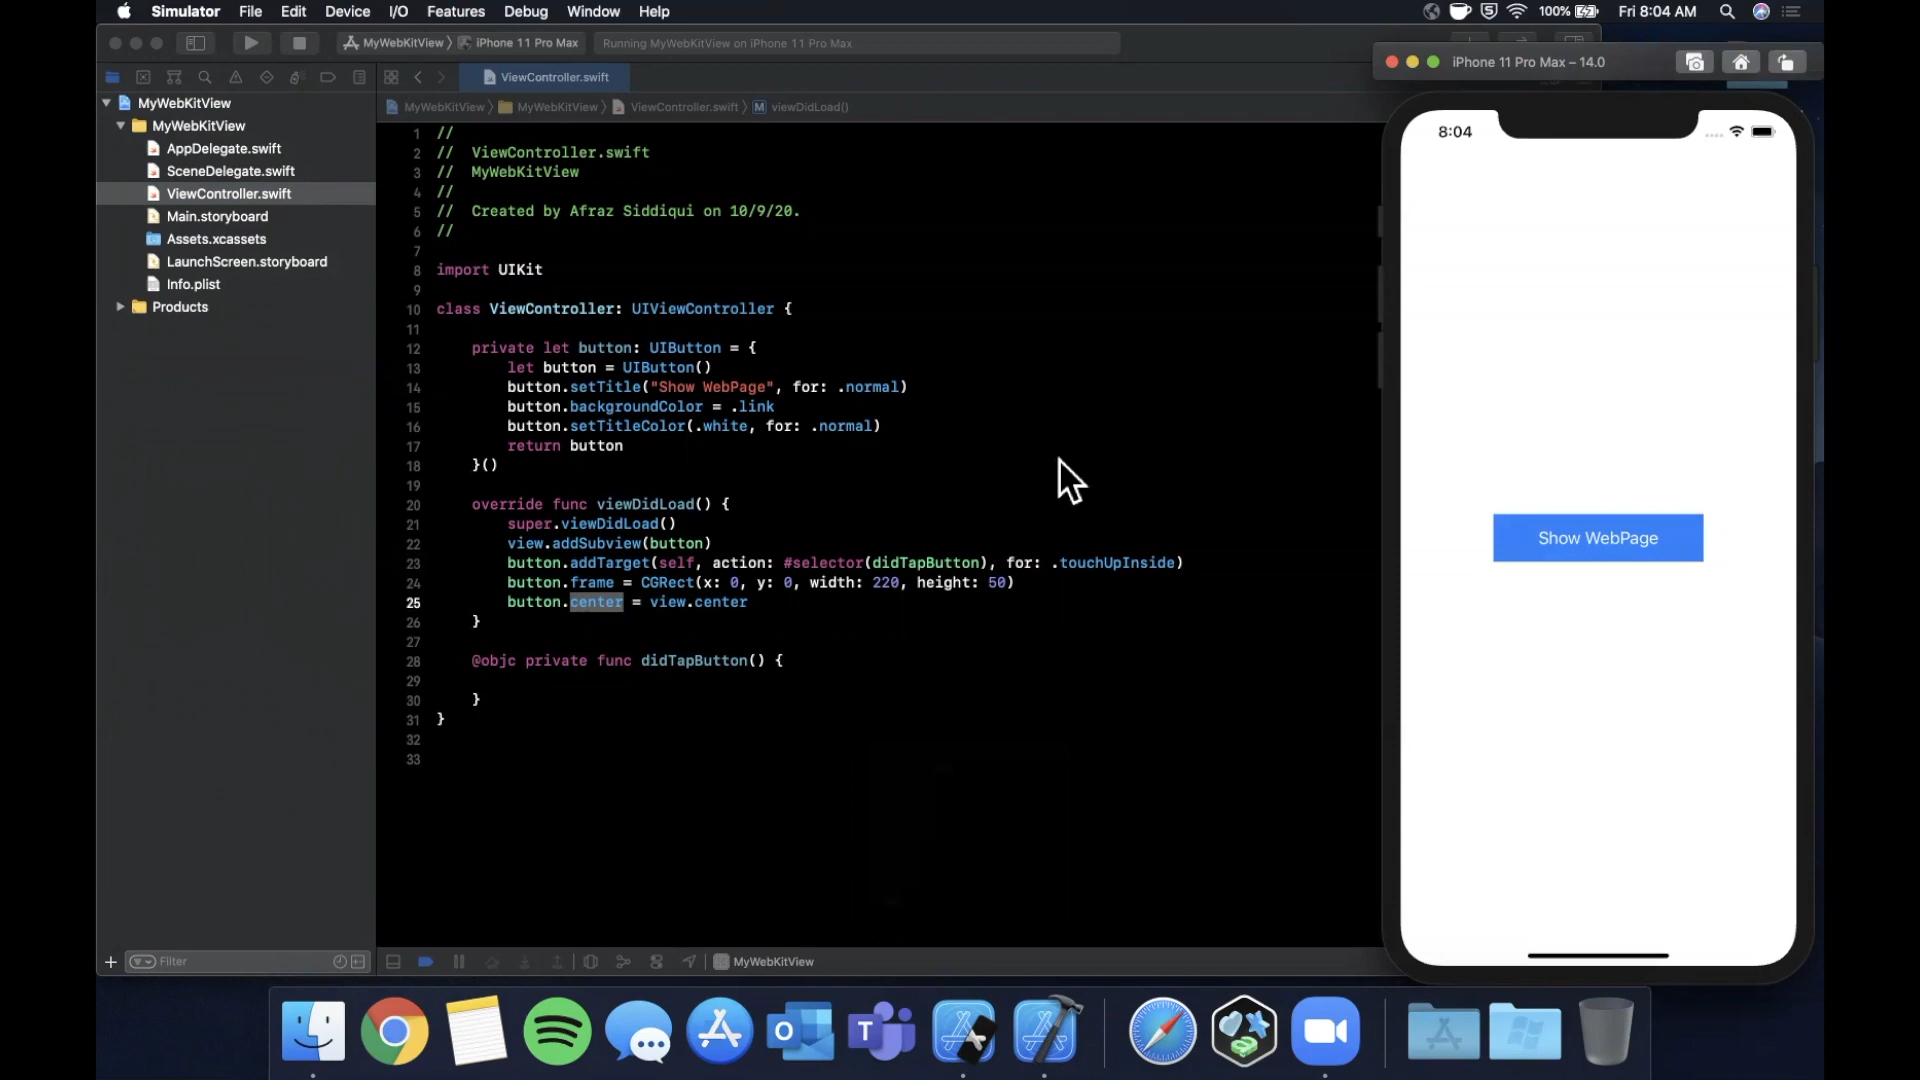 Simulator File Edit Device I/O Features Debug Window Help 100% Fri 8:04 AM
MyWebKitView iPhone 11 Pro Max Running MyWebKitView on iPhone 11 Pro Max
iPhone 11 Pro Max – 14.0
ViewController.swift
MyWebKitView MyWebKitView ViewController.swift M viewDidLoad()
MyWebKitView
MyWebKitView
AppDelegate.swift
SceneDelegate.swift
ViewController.swift
Main.storyboard
Assets.xcassets
LaunchScreen.storyboard
Info.plist
Products
1 //
2 //  ViewController.swift
3 //  MyWebKitView
4 //
5 //  Created by Afraz Siddiqui on 10/9/20.
6 //
7
8 import UIKit
9
10 class ViewController: UIViewController {
11
12     private let button: UIButton = {
13         let button = UIButton()
14         button.setTitle("Show WebPage", for: .normal)
15         button.backgroundColor = .link
16         button.setTitleColor(.white, for: .normal)
17         return button
18     }()
19
20     override func viewDidLoad() {
21         super.viewDidLoad()
22         view.addSubview(button)
23         button.addTarget(self, action: #selector(didTapButton), for: .touchUpInside)
24         button.frame = CGRect(x: 0, y: 0, width: 220, height: 50)
25         button.center = view.center
26     }
27
28     @objc private func didTapButton() {
29
30     }
31 }
32
33
8:04
Show WebPage
Filter
MyWebKitView